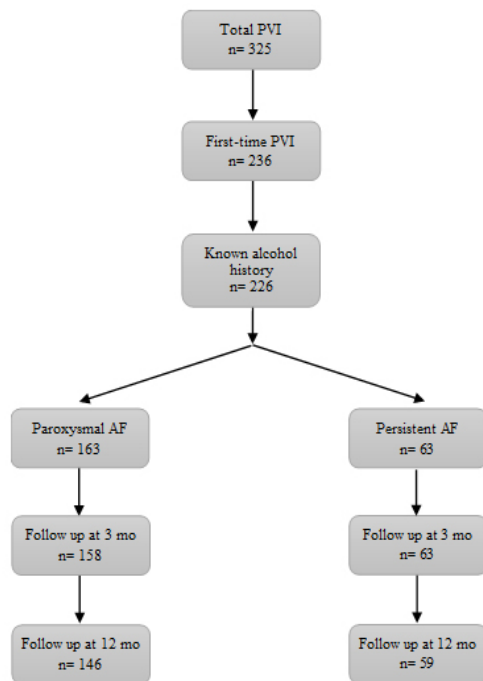 Total PVI
n= 325
First-time PVI
n= 236
Known alcohol
history
n= 226
Paroxysmal AF
n= 163
Persistent AF
n= 63
Follow up at 3 mo
n= 158
Follow up at 3 mo
n= 63
Follow up at 12 mo
n= 146
Follow up at 12 mo
n= 59